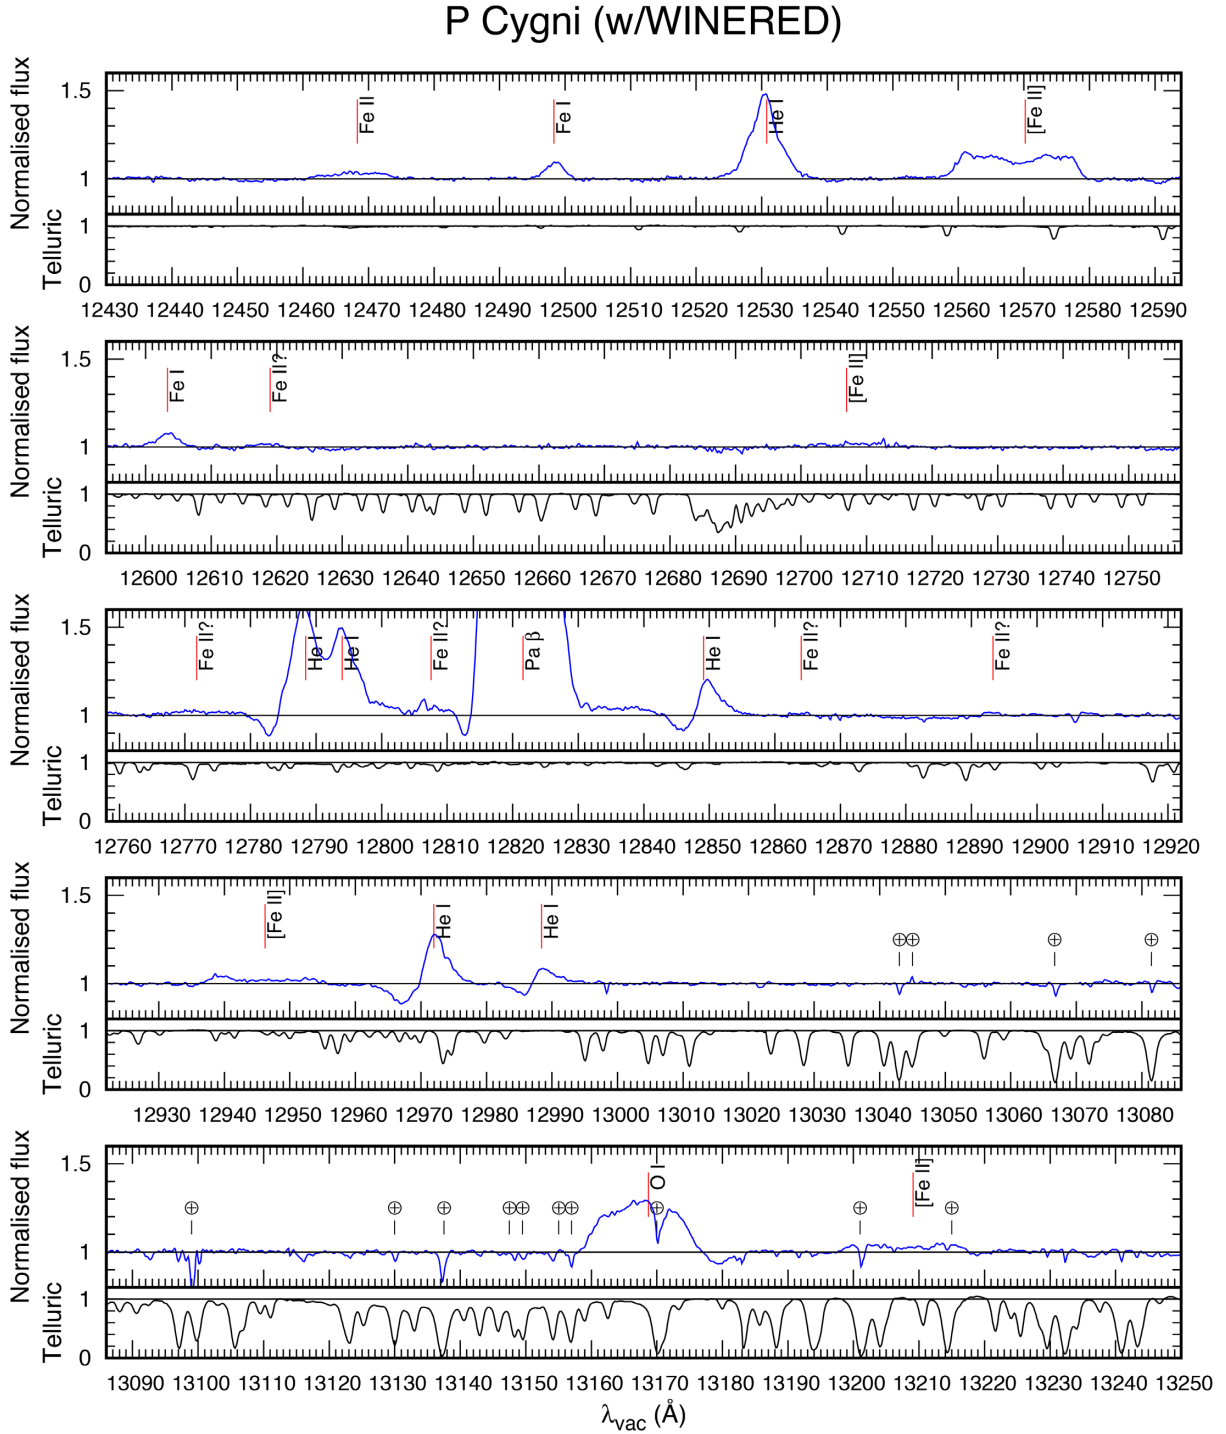 P Cygni (w/WINERED)
Normalised flux
1.5
1
Fe II
Fe I
He I
[Fe II]
Telluric
1
0
12430 12440 12450 12460 12470 12480 12490 12500 12510 12520 12530 12540 12550 12560 12570 12580 12590
Normalised flux
1.5
1
Fe I
Fe II?
[Fe II]
Telluric
1
0
12600 12610 12620 12630 12640 12650 12660 12670 12680 12690 12700 12710 12720 12730 12740 12750
Normalised flux
1.5
1
Fe II?
He I
He I
Fe II?
Pa β
He I
Fe II?
Fe II?
Telluric
1
0
12760 12770 12780 12790 12800 12810 12820 12830 12840 12850 12860 12870 12880 12890 12900 12910 12920
Normalised flux
1.5
1
[Fe II]
He I
He I
⊕ ⊕ ⊕ ⊕
Telluric
1
0
12930 12940 12950 12960 12970 12980 12990 13000 13010 13020 13030 13040 13050 13060 13070 13080
Normalised flux
1.5
1
O I
[Fe II]
⊕ ⊕ ⊕ ⊕ ⊕ ⊕ ⊕ ⊕ ⊕ ⊕
Telluric
1
0
13090 13100 13110 13120 13130 13140 13150 13160 13170 13180 13190 13200 13210 13220 13230 13240 13250
λvac (Å)